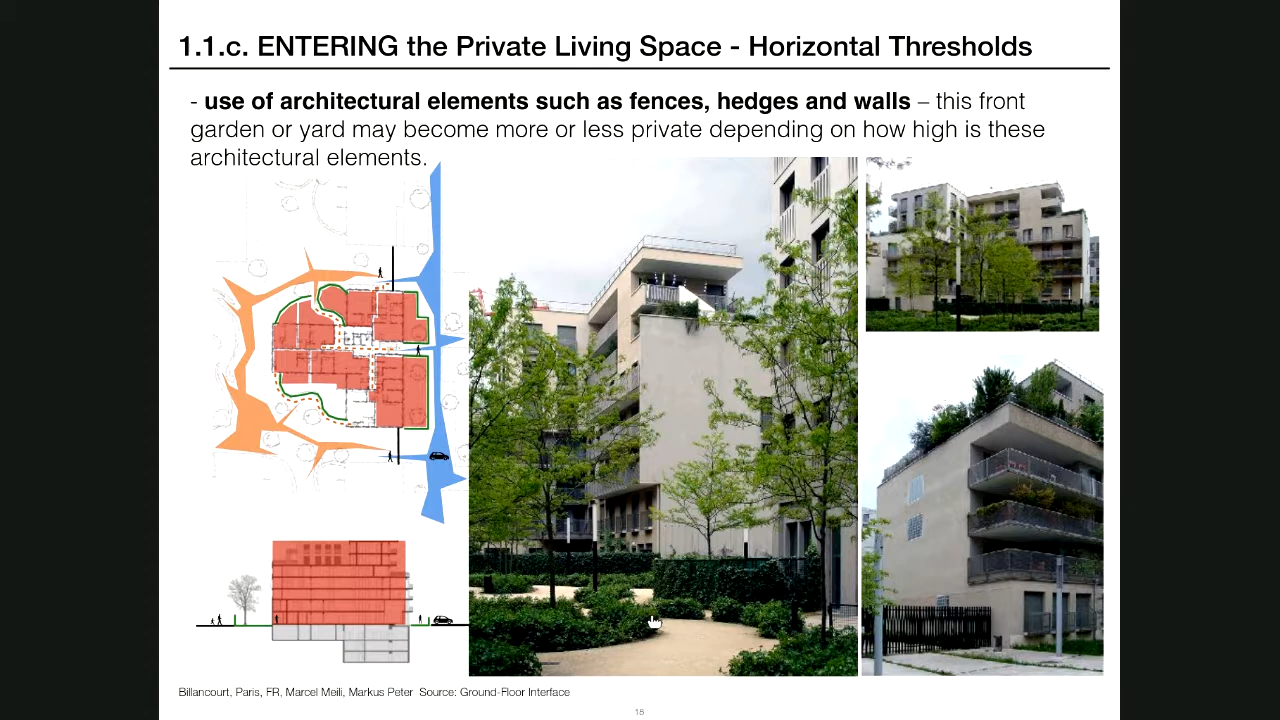 1.1.c. ENTERING the Private Living Space - Horizontal Thresholds
- use of architectural elements such as fences, hedges and walls – this front
garden or yard may become more or less private depending on how high is these
architectural elements.
Billancourt, Paris, FR, Marcel Meili, Markus Peter Source: Ground-Floor Interface
18